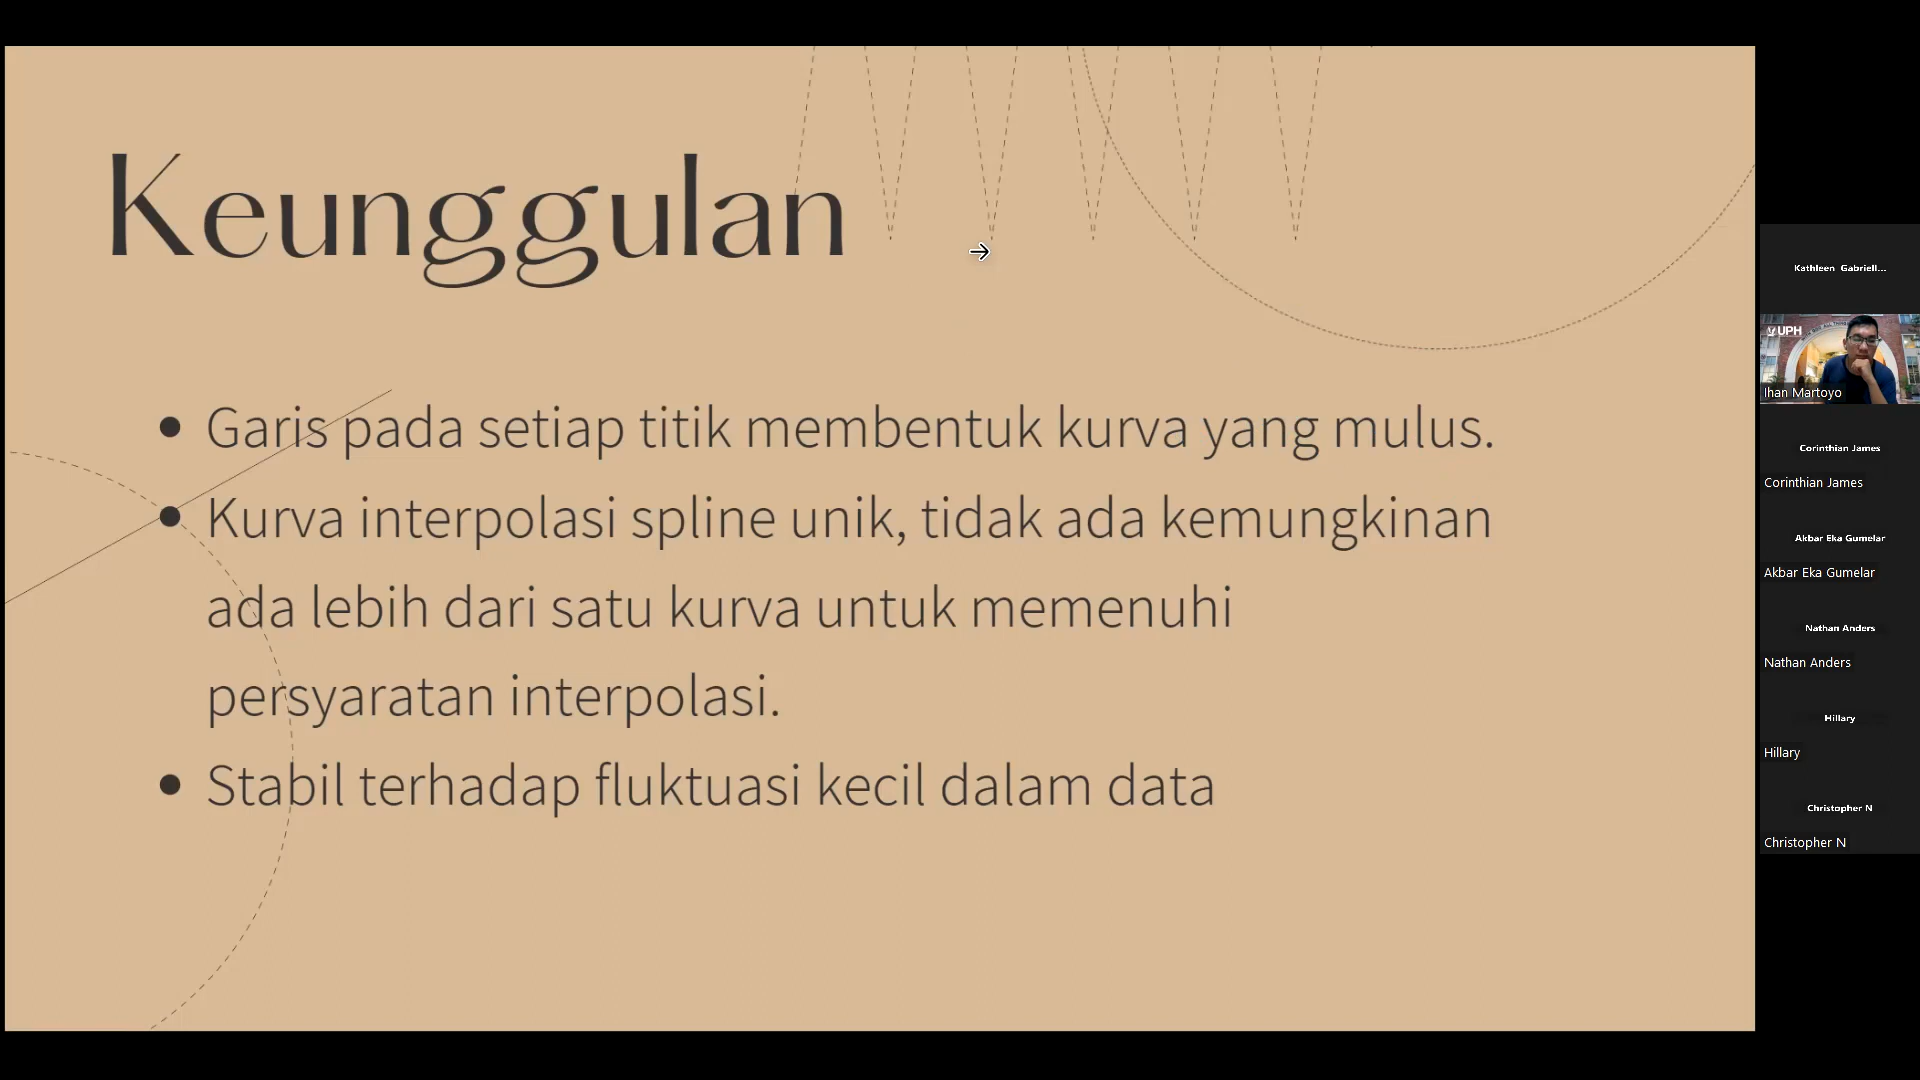 Keunggulan
Garis pada setiap titik membentuk kurva yang mulus.
Kurva interpolasi spline unik, tidak ada kemungkinan
ada lebih dari satu kurva untuk memenuhi
persyaratan interpolasi.
Stabil terhadap fluktuasi kecil dalam data
Kathleen Gabriell...
UPH
Ihan Martoyo
Corinthian James
Corinthian James
Akbar Eka Gumelar
Akbar Eka Gumelar
Nathan Anders
Nathan Anders
Hillary
Hillary
Christopher N
Christopher N